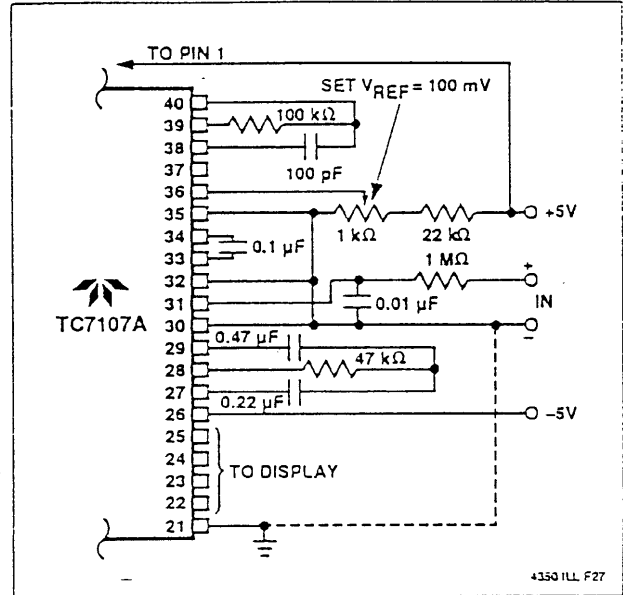 TO PIN 1
SET VREF = 100 mV
40
39
100 kΩ
38
100 pF
37
36
35
+5V
1 kΩ
22 kΩ
34
0.1 µF
33
1 MΩ
+
32
IN
31
0.01 µF
TC7107A
30
–
29
0.47 µF
28
47 kΩ
27
0.22 µF
26
–5V
25
24
TO DISPLAY
23
22
21
4350 ILL F27